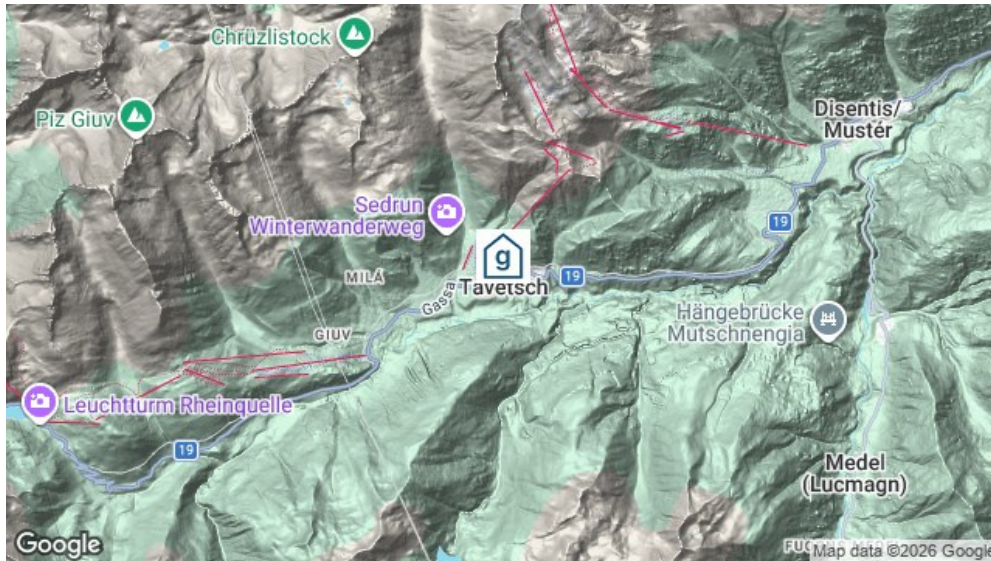 Chrüzlistock
Piz Giuv
Disentis/
Mustér
Sedrun
Winterwanderweg
19
g
19
MILÁ
Tavetsch
Gassa
Hängebrücke
Mutschnengia
GIUV
Leuchtturm Rheinquelle
19
Medel
(Lucmagn)
Google
Map data ©2026 Google